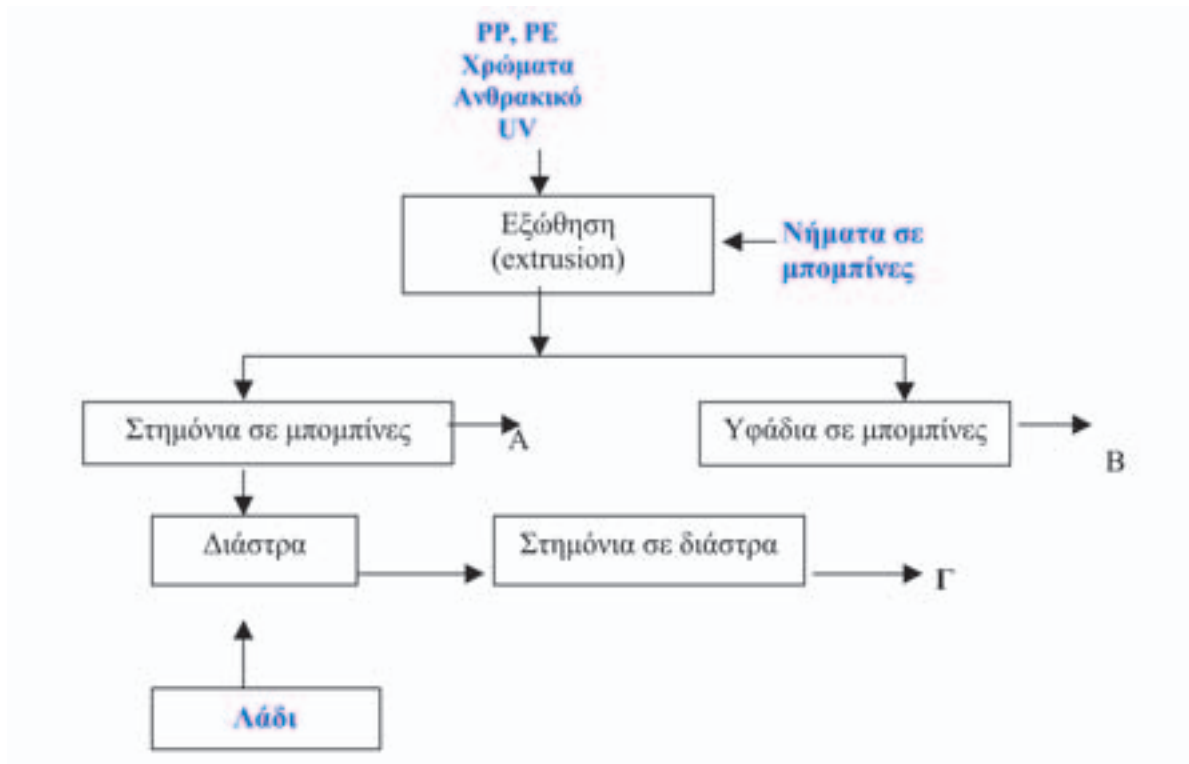 PP, PE
Χρώματα
Ανθρακικό
UV
Εξώθηση
(extrusion)
Νήματα σε
μπομπίνες
Στημόνια σε μπομπίνες
Α
Υφάδια σε μπομπίνες
Β
Διάστρα
Στημόνια σε διάστρα
Γ
Λάδι